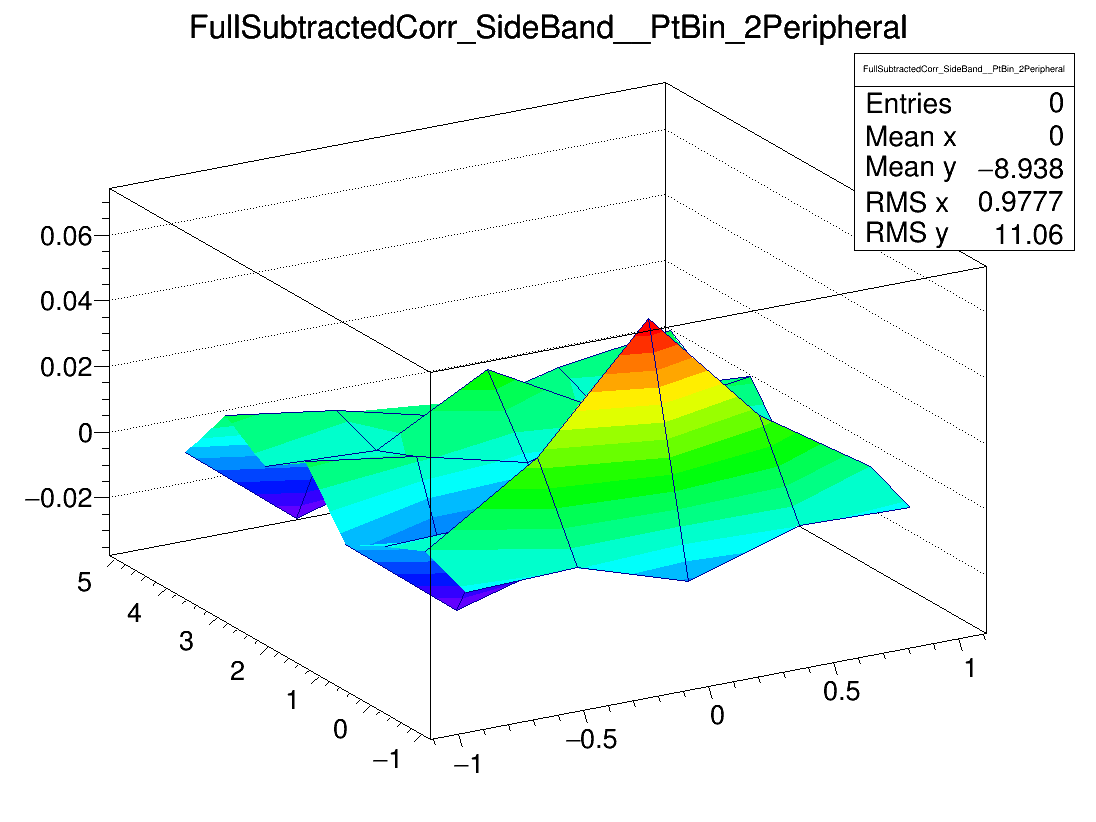 FullSubtractedCorr_SideBand__PtBin_2Peripheral
FullSubtractedCorr_SideBand__PtBin_2Peripheral
Entries 0
Mean x 0
Mean y −8.938
RMS x 0.9777
RMS y 11.06
0.06
0.04
0.02
0
−0.02
5
4
3
2
1
0
−1
−1
−0.5
0
0.5
1